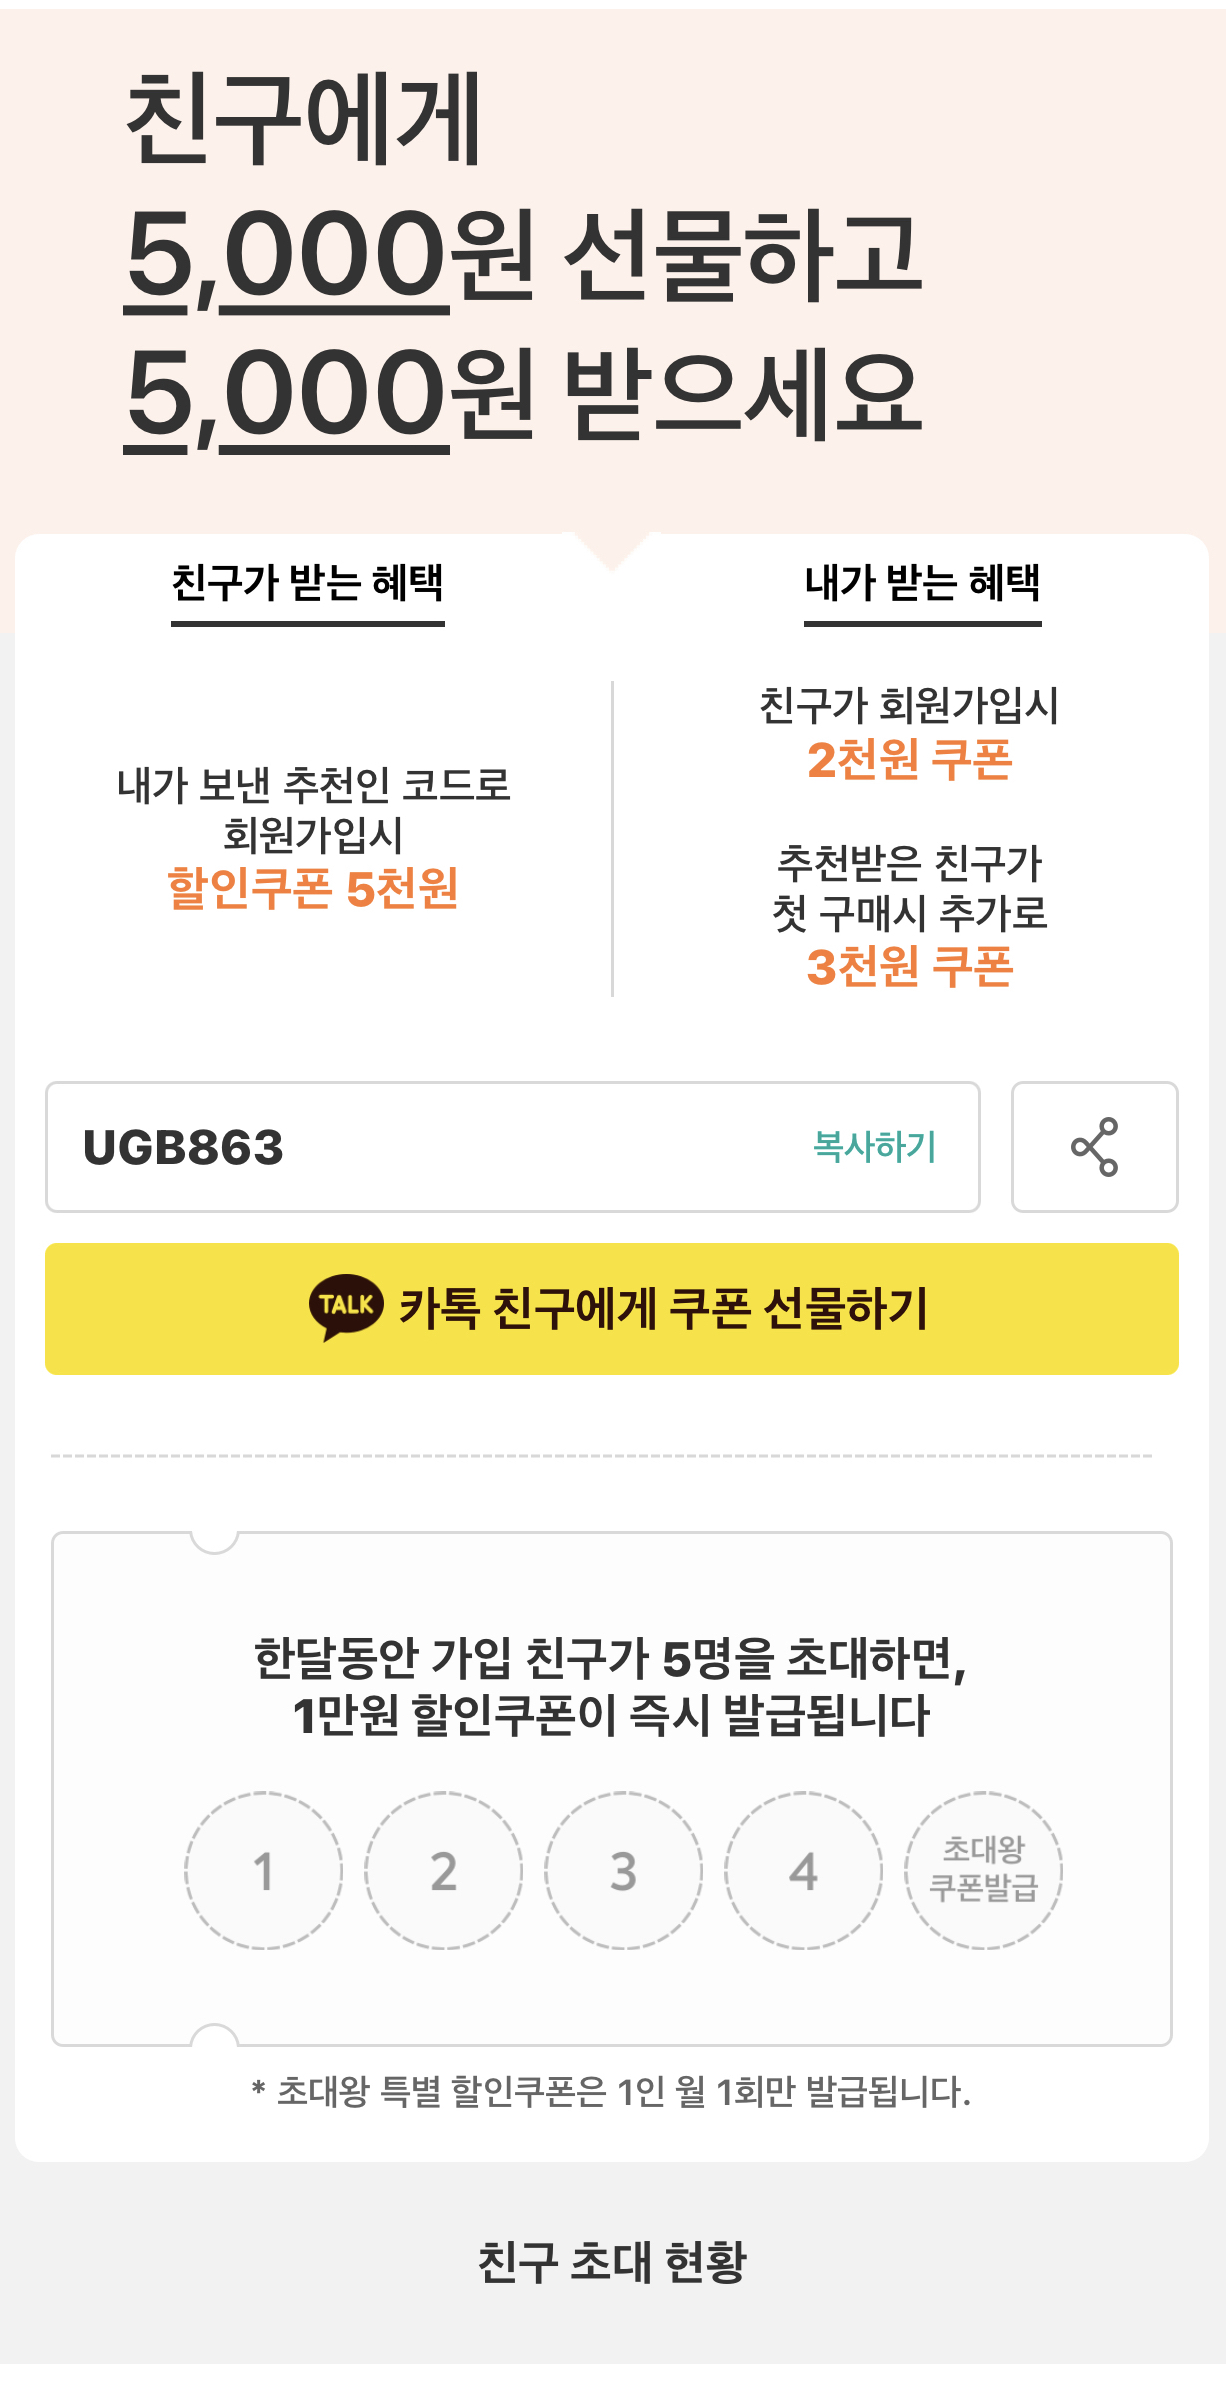 친구에게
5,000원 선물하고
5,000원 받으세요
친구가 받는 혜택
내가 보낸 추천인 코드로
회원가입시
할인쿠폰 5천원
내가 받는 혜택
친구가 회원가입시
2천원 쿠폰
추천받은 친구가
첫 구매시 추가로
3천원 쿠폰
UGB863 복사하기
TALK 카톡 친구에게 쿠폰 선물하기
한달동안 가입 친구가 5명을 초대하면,
1만원 할인쿠폰이 즉시 발급됩니다
1 2 3 4 초대왕
쿠폰발급
* 초대왕 특별 할인쿠폰은 1인 월 1회만 발급됩니다.
친구 초대 현황